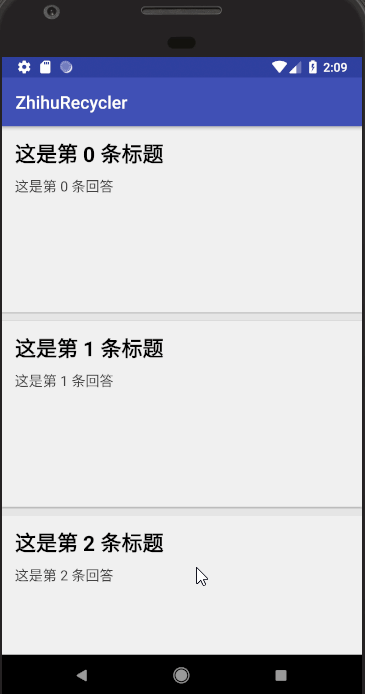 2:09
ZhihuRecycler
这是第 0 条标题
这是第 0 条回答
这是第 1 条标题
这是第 1 条回答
这是第 2 条标题
这是第 2 条回答